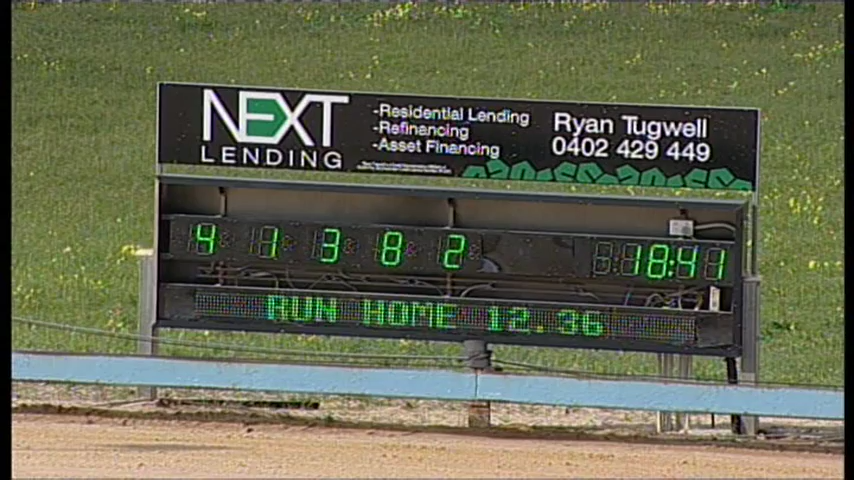 NEXT
LENDING
-Residential Lending
-Refinancing
-Asset Financing
Ryan Tugwell
0402 429 449
4 1 3 8 2 18:41
RUN HOME 12.36